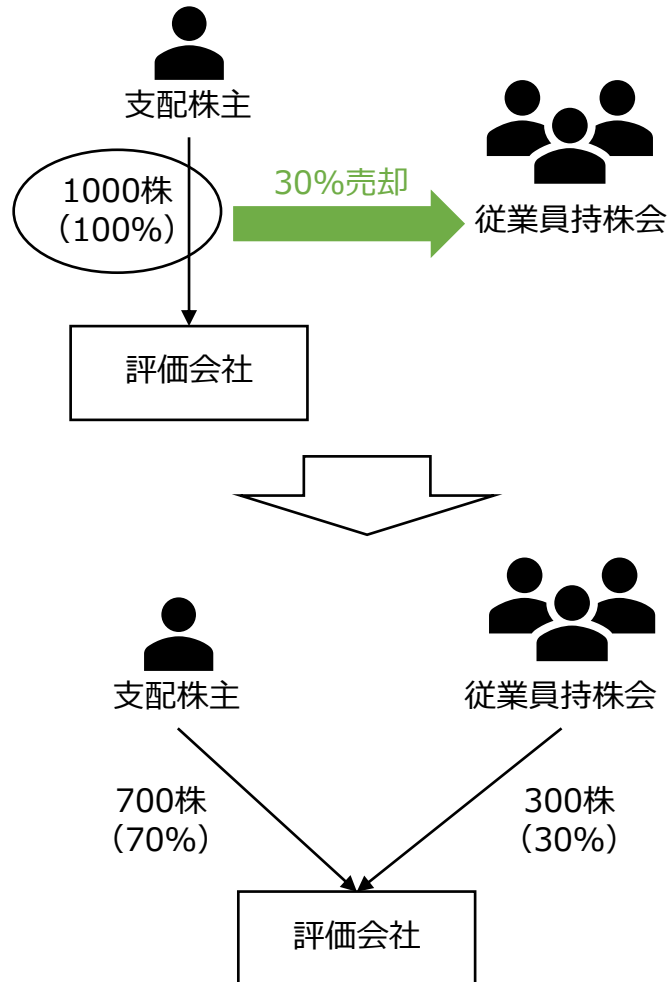 支配株主
1000株
（100%）
30%売却
従業員持株会
評価会社
支配株主
従業員持株会
700株
（70%）
300株
（30%）
評価会社